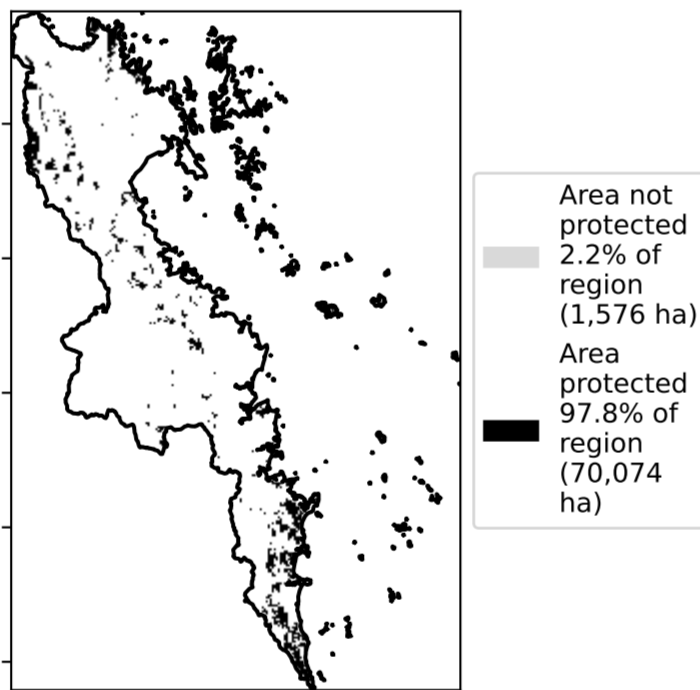 Area not
protected
2.2% of
region
(1,576 ha)
Area
protected
97.8% of
region
(70,074
ha)